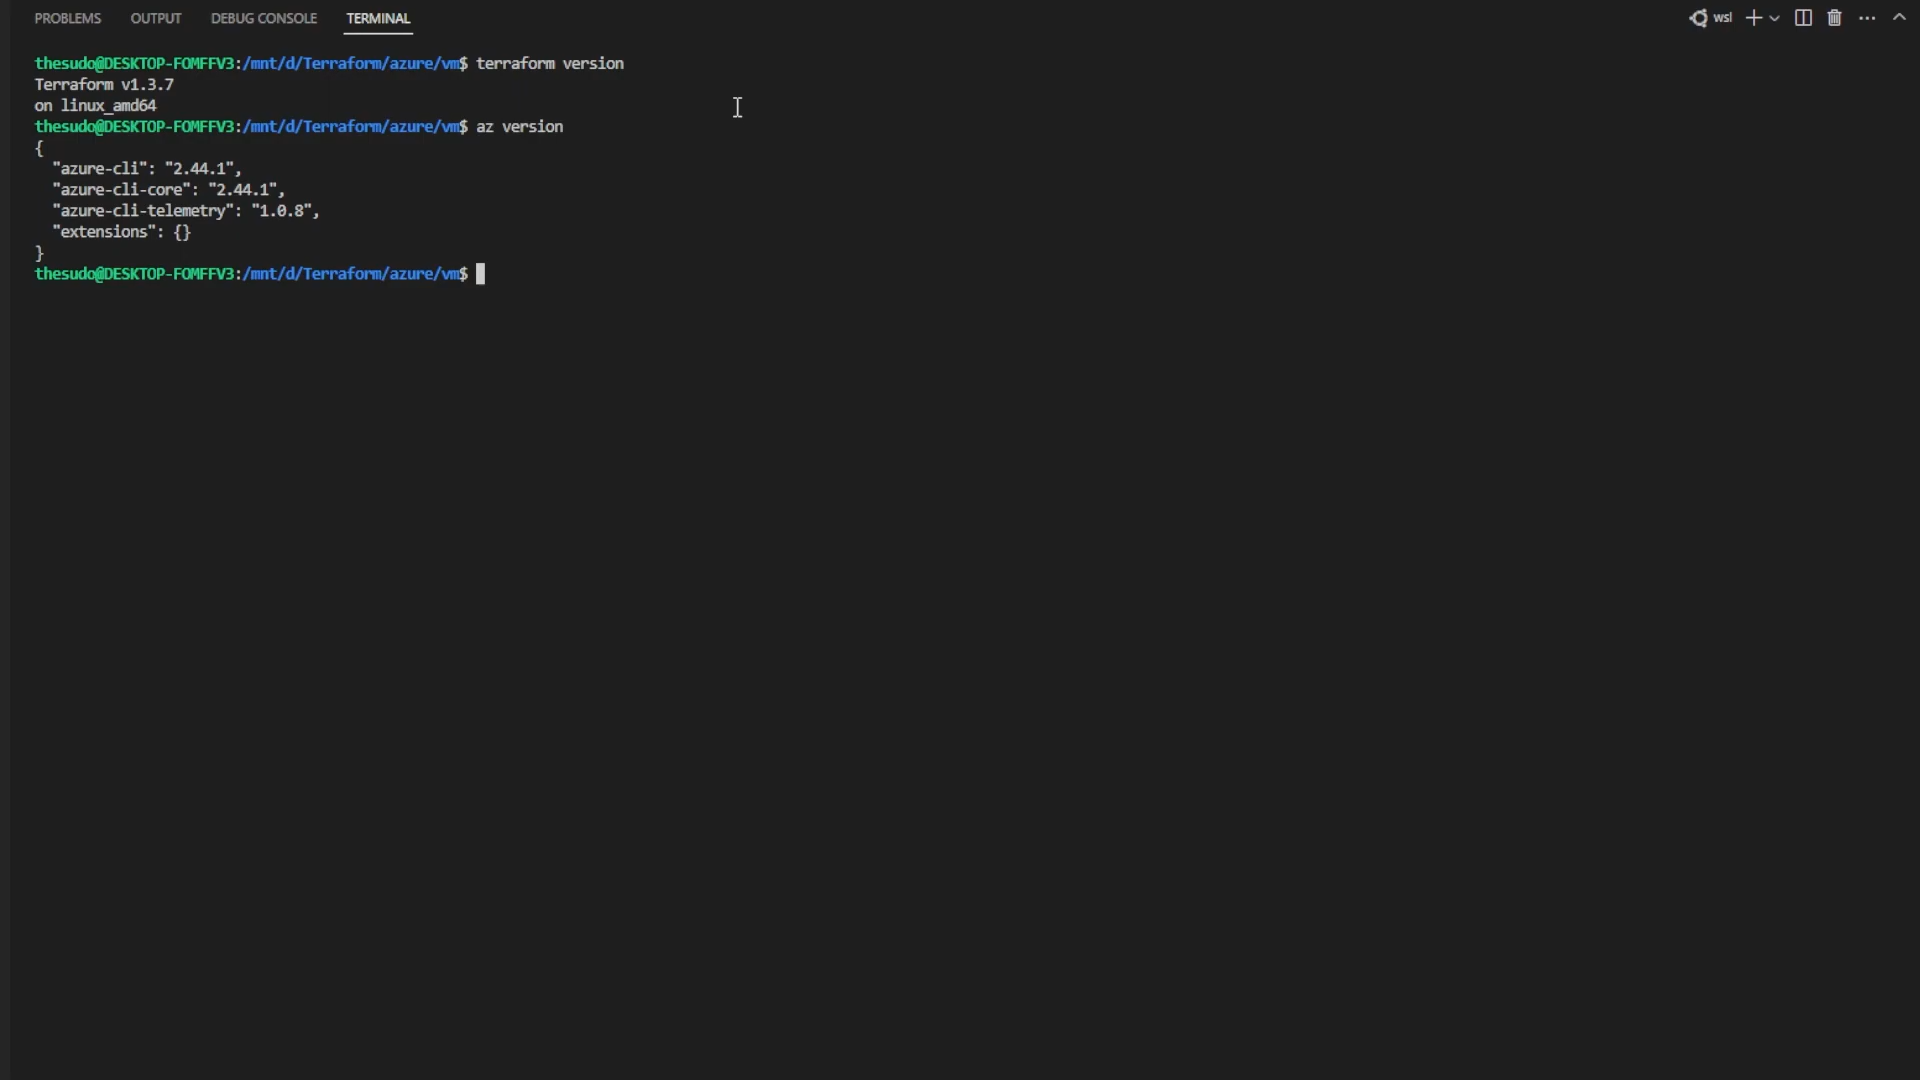 PROBLEMS OUTPUT DEBUG CONSOLE TERMINAL wsl
thesudo@DESKTOP-FOMFFV3:/mnt/d/Terraform/azure/vm$ terraform version
Terraform v1.3.7
on linux_amd64
thesudo@DESKTOP-FOMFFV3:/mnt/d/Terraform/azure/vm$ az version
{
  "azure-cli": "2.44.1",
  "azure-cli-core": "2.44.1",
  "azure-cli-telemetry": "1.0.8",
  "extensions": {}
}
thesudo@DESKTOP-FOMFFV3:/mnt/d/Terraform/azure/vm$